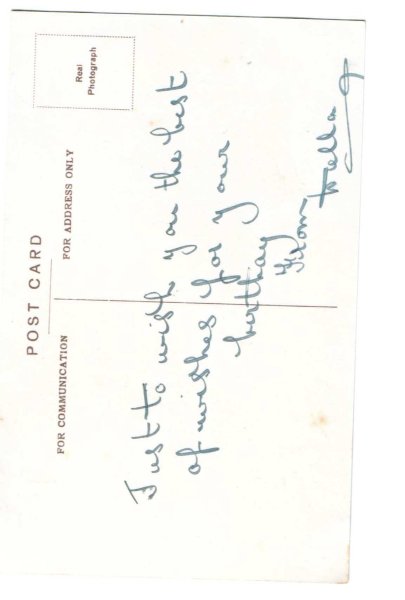 POST CARD
FOR COMMUNICATION
FOR ADDRESS ONLY
Real
Photograph
Just to wish you the best
of wishes for your
birthday
From